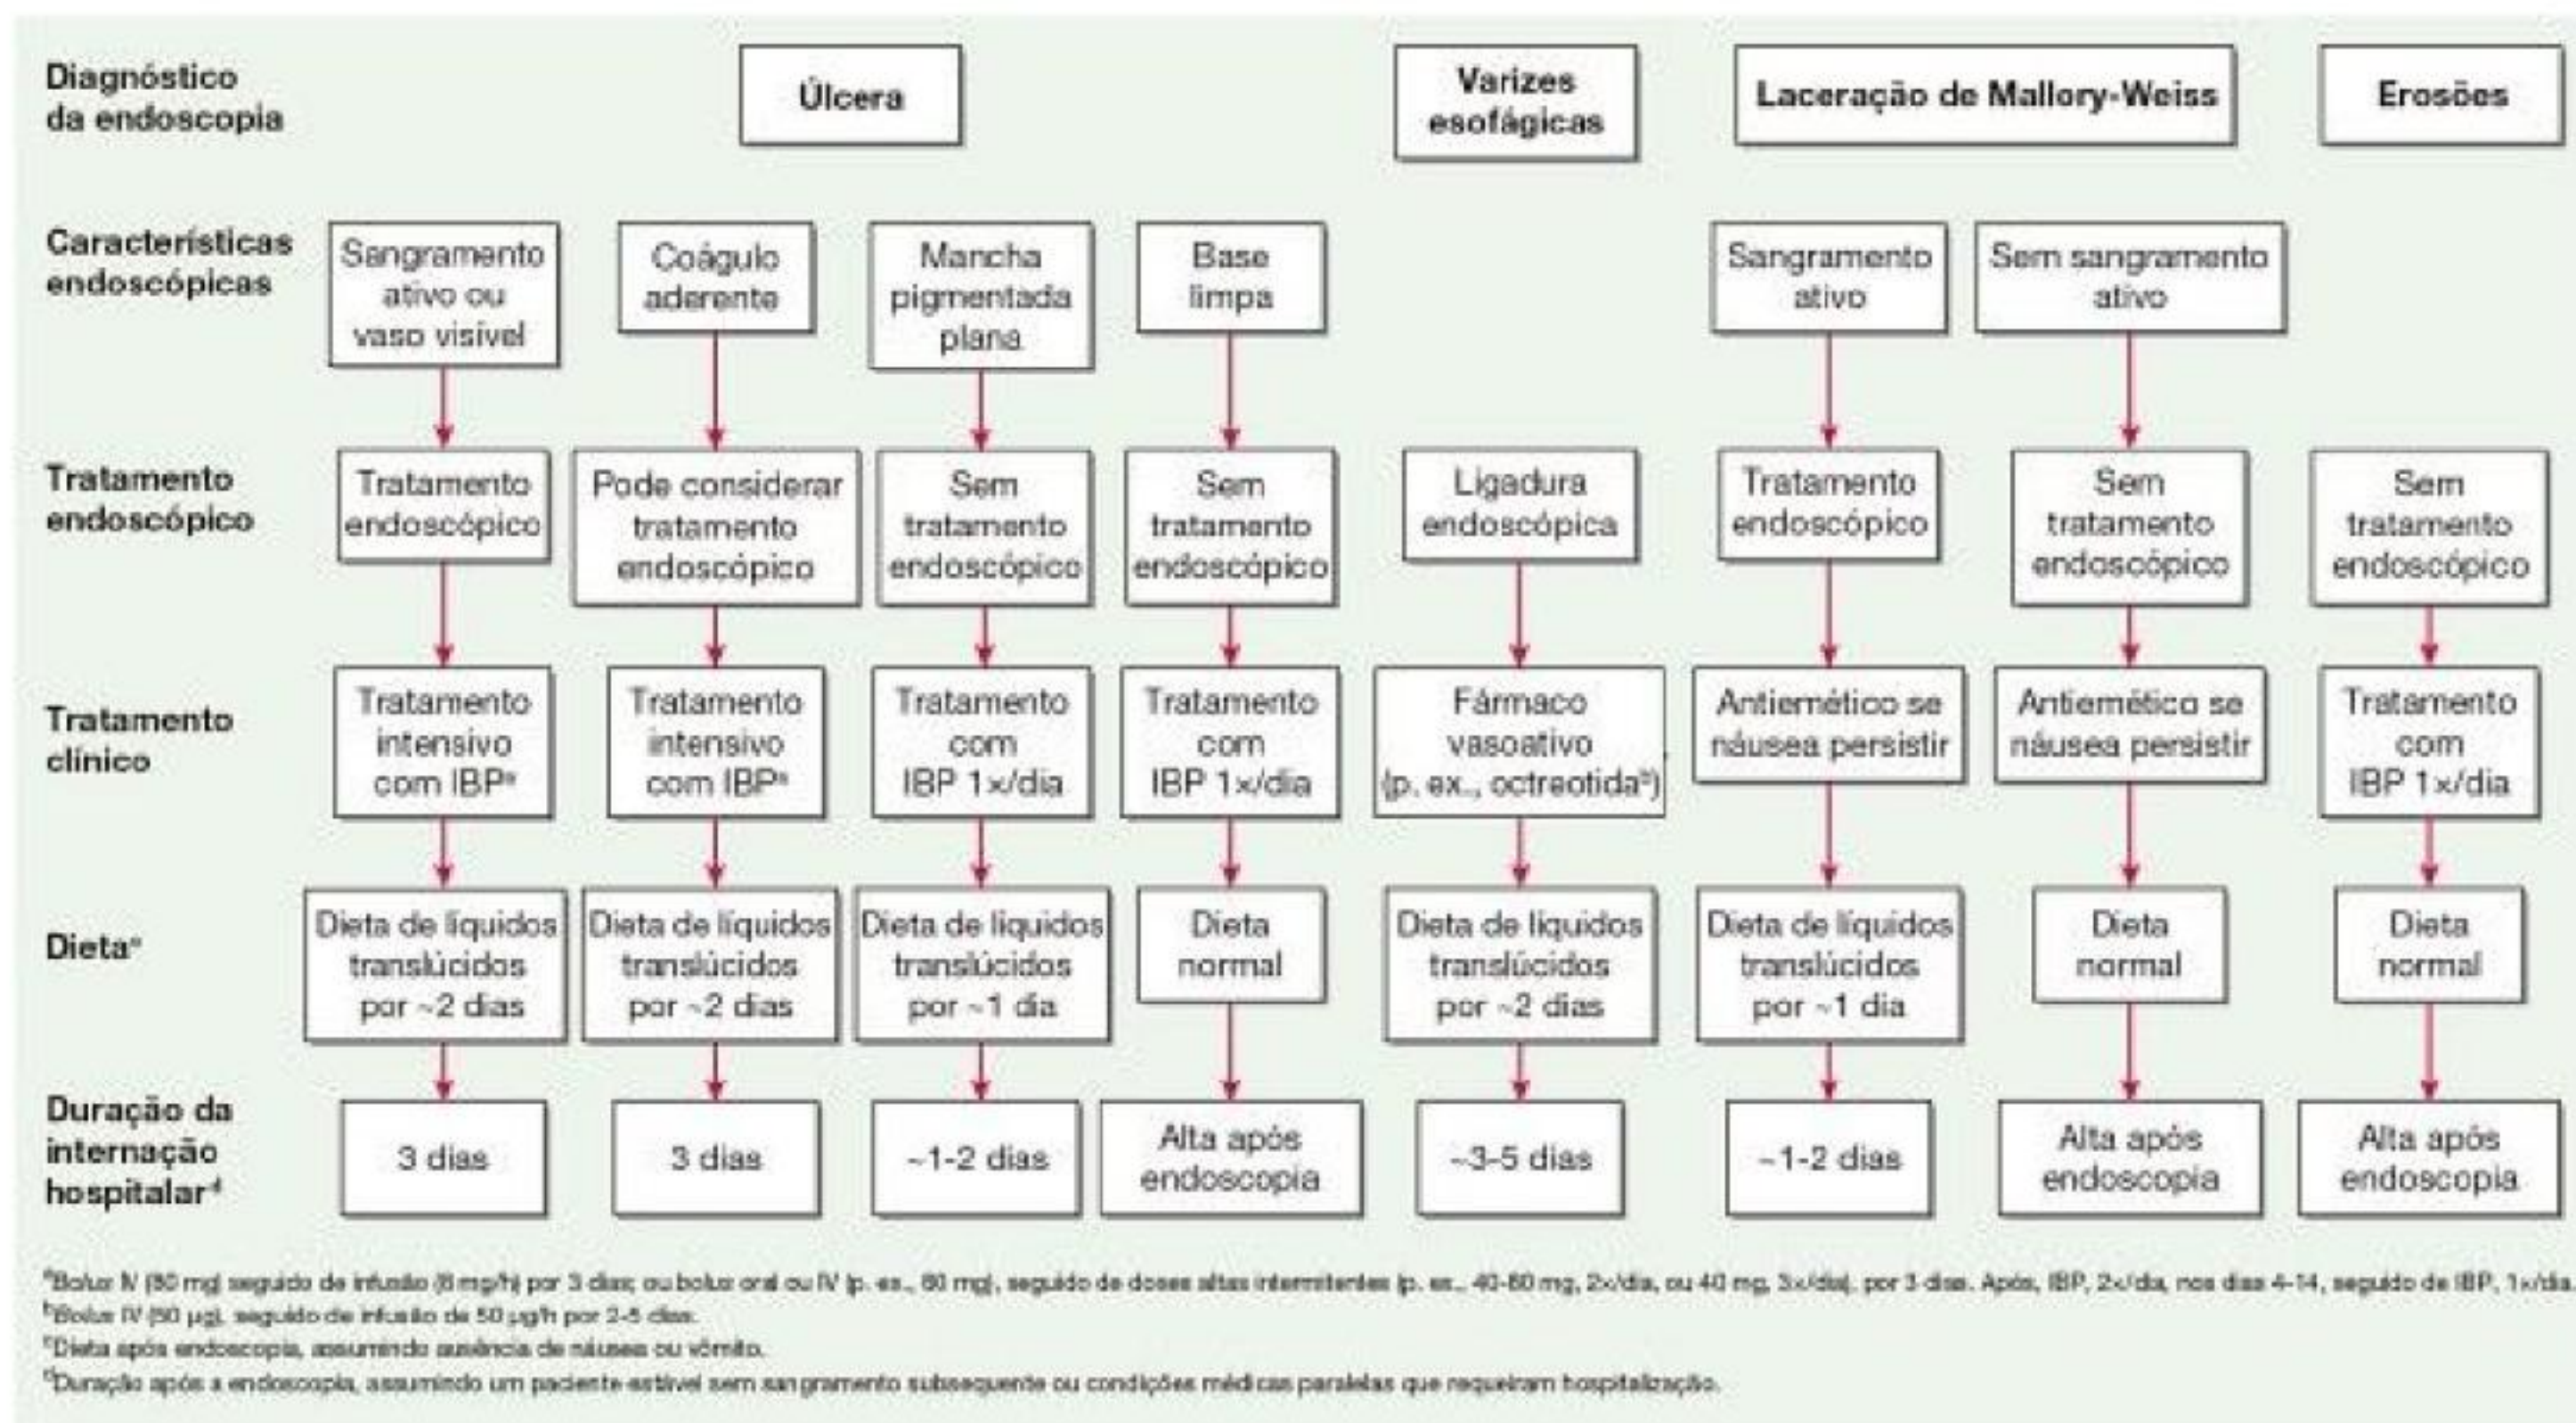 Diagnóstico
da endoscopia
Úlcera
Varizes
esofágicas
Laceração de Mallory-Weiss
Erosões
Características
endoscópicas
Sangramento
ativo ou
vaso visível
Coágulo
aderente
Mancha
pigmentada
plana
Base
limpa
Sangramento
ativo
Sem sangramento
ativo
Tratamento
endoscópico
Tratamento
endoscópico
Pode considerar
tratamento
endoscópico
Sem
tratamento
endoscópico
Sem
tratamento
endoscópico
Ligadura
endoscópica
Tratamento
endoscópico
Sem
tratamento
endoscópico
Sem
tratamento
endoscópico
Tratamento
clínico
Tratamento
intensivo
com IBPª
Tratamento
intensivo
com IBPª
Tratamento
com
IBP 1×/dia
Tratamento
com
IBP 1×/dia
Fármaco
vasoativo
(p. ex., octreotidaᵇ)
Antiemético se
náusea persistir
Antiemético se
náusea persistir
Tratamento
com
IBP 1×/dia
Dietaᶜ
Dieta de líquidos
translúcidos
por ~2 dias
Dieta de líquidos
translúcidos
por ~2 dias
Dieta de líquidos
translúcidos
por ~1 dia
Dieta
normal
Dieta de líquidos
translúcidos
por ~2 dias
Dieta de líquidos
translúcidos
por ~1 dia
Dieta
normal
Dieta
normal
Duração da
internação
hospitalarᵈ
3 dias
3 dias
~1-2 dias
Alta após
endoscopia
~3-5 dias
~1-2 dias
Alta após
endoscopia
Alta após
endoscopia
ªBolus IV (80 mg) seguido de infusão (8 mg/h) por 3 dias; ou bolus oral ou IV (p. ex., 80 mg), seguido de doses altas intermitentes (p. ex., 40-80 mg, 2×/dia, ou 40 mg, 3×/dia), por 3 dias. Após, IBP, 2×/dia, nos dias 4-14, seguido de IBP, 1×/dia.
ᵇBolus IV (50 µg), seguido de infusão de 50 µg/h por 2-5 dias.
ᶜDieta após endoscopia, assumindo ausência de náusea ou vômito.
ᵈDuração após a endoscopia, assumindo um paciente estável sem sangramento subsequente ou condições médicas paralelas que requeiram hospitalização.